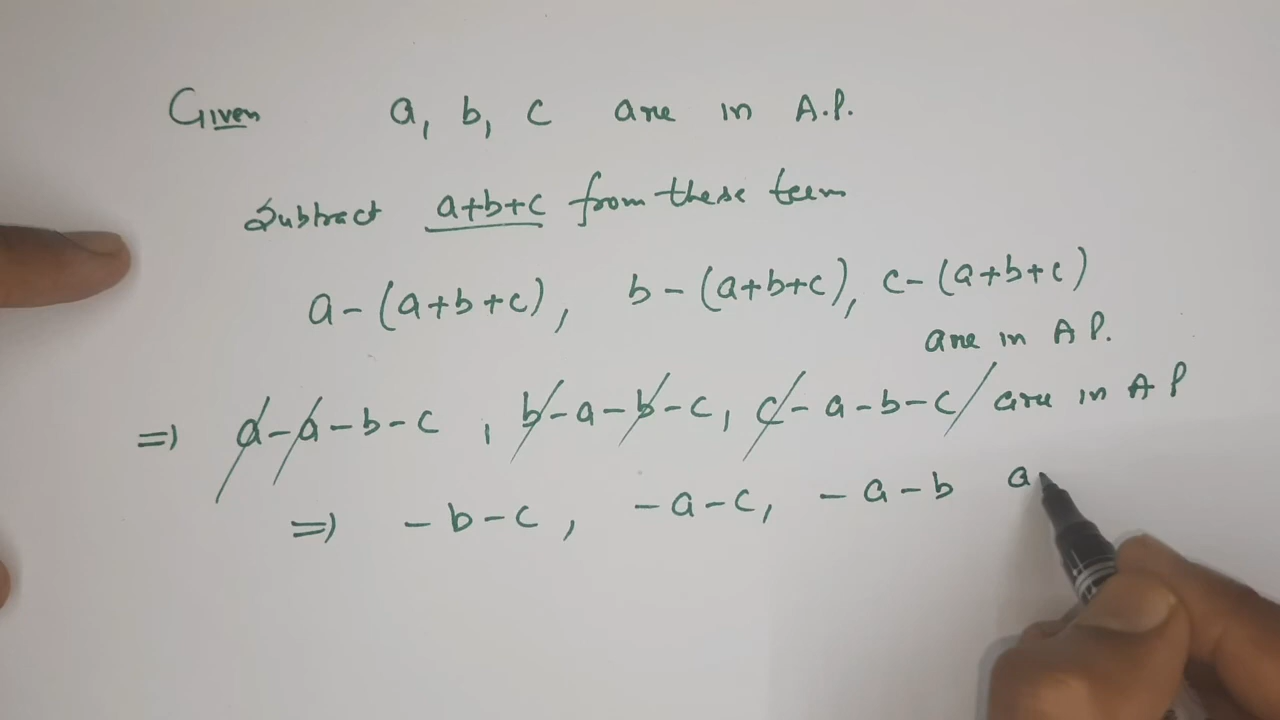 Given a, b, c are in A.P.
Subtract a+b+c from these term
a-(a+b+c), b-(a+b+c), c-(a+b+c)
are in A P.
=) a-a-b-c, b-a-b-c, c-a-b-c are in A P
=) -b-c, -a-c, -a-b a